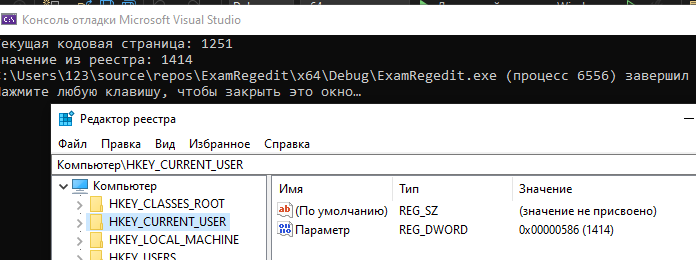 Консоль отладки Microsoft Visual Studio
екущая кодовая страница: 1251
начение из реестра: 1414
C:\Users\123\source\repos\ExamRegedit\x64\Debug\ExamRegedit.exe (процесс 6556) завершил
ажмите любую клавишу, чтобы закрыть это окно…
Редактор реестра
Файл Правка Вид Избранное Справка
Компьютер\HKEY_CURRENT_USER
Компьютер
HKEY_CLASSES_ROOT
HKEY_CURRENT_USER
HKEY_LOCAL_MACHINE
HKEY_USERS
Имя Тип Значение
(По умолчанию) REG_SZ (значение не присвоено)
Параметр REG_DWORD 0x00000586 (1414)